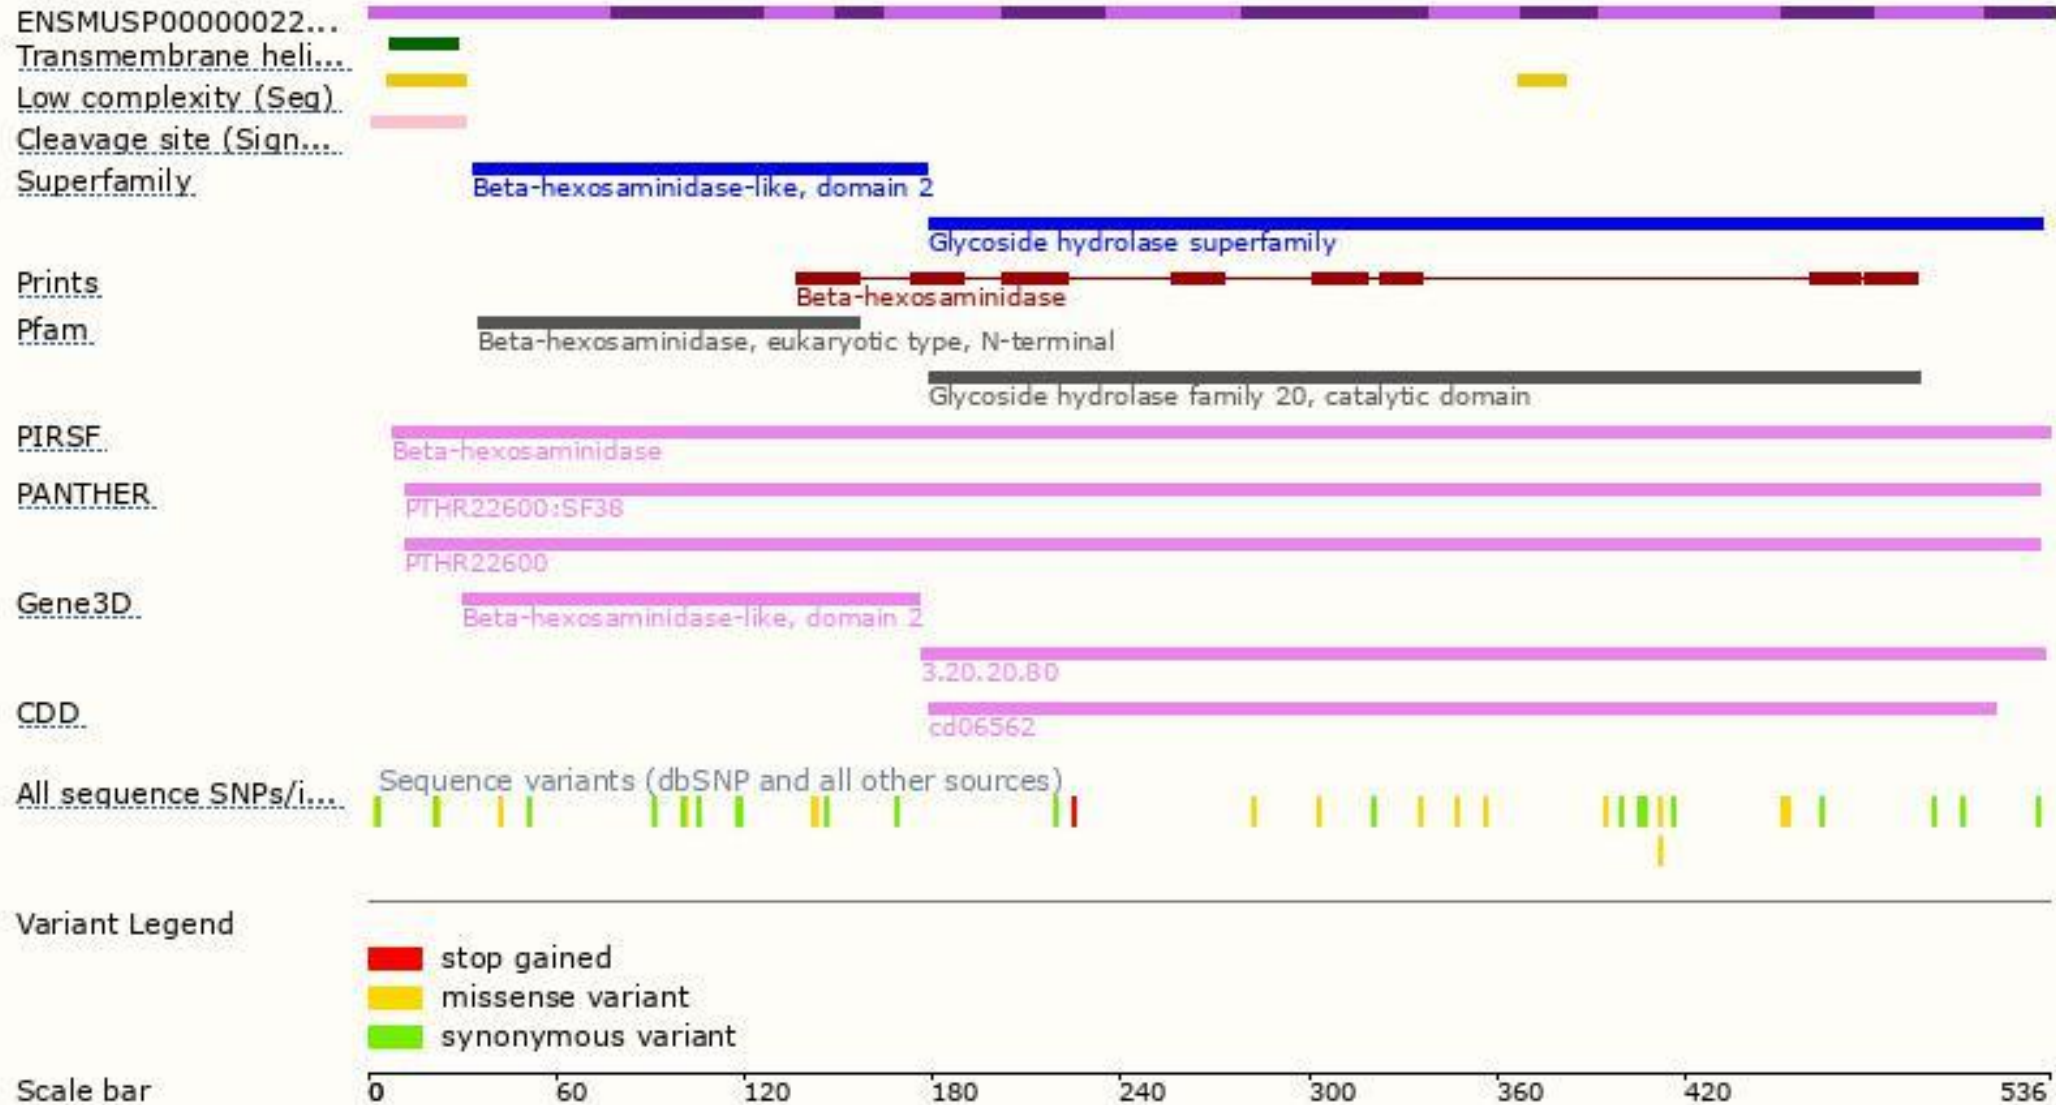 ENSMUSP00000022...
Transmembrane heli...
Low complexity (Seg)
Cleavage site (Sign...
Superfamily
Beta-hexosaminidase-like, domain 2
Glycoside hydrolase superfamily
Prints
Beta-hexosaminidase
Pfam
Beta-hexosaminidase, eukaryotic type, N-terminal
Glycoside hydrolase family 20, catalytic domain
PIRSF
Beta-hexosaminidase
PANTHER
PTHR22600:SF38
PTHR22600
Gene3D
Beta-hexosaminidase-like, domain 2
3.20.20.80
CDD
cd06562
Sequence variants (dbSNP and all other sources)
All sequence SNPs/i...
Variant Legend
stop gained
missense variant
synonymous variant
Scale bar 0 60 120 180 240 300 360 420 536